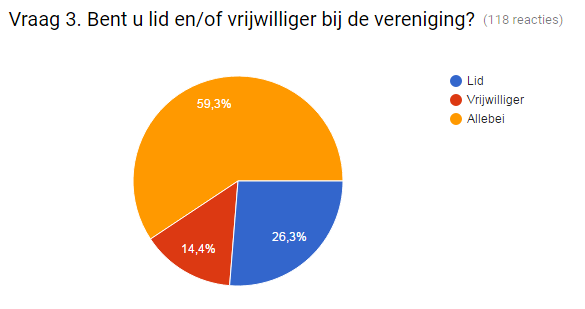 Vraag 3. Bent u lid en/of vrijwilliger bij de vereniging? (118 reacties)
Lid
Vrijwilliger
Allebei
59,3%
26,3%
14,4%